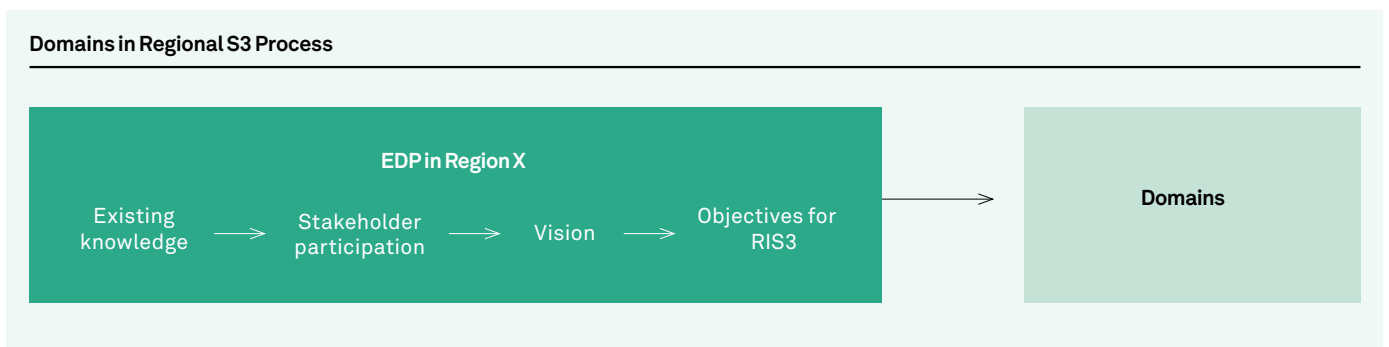 Domains in Regional S3 Process
EDP in Region X
Existing
knowledge
Stakeholder
participation
Vision
Objectives for
RIS3
Domains